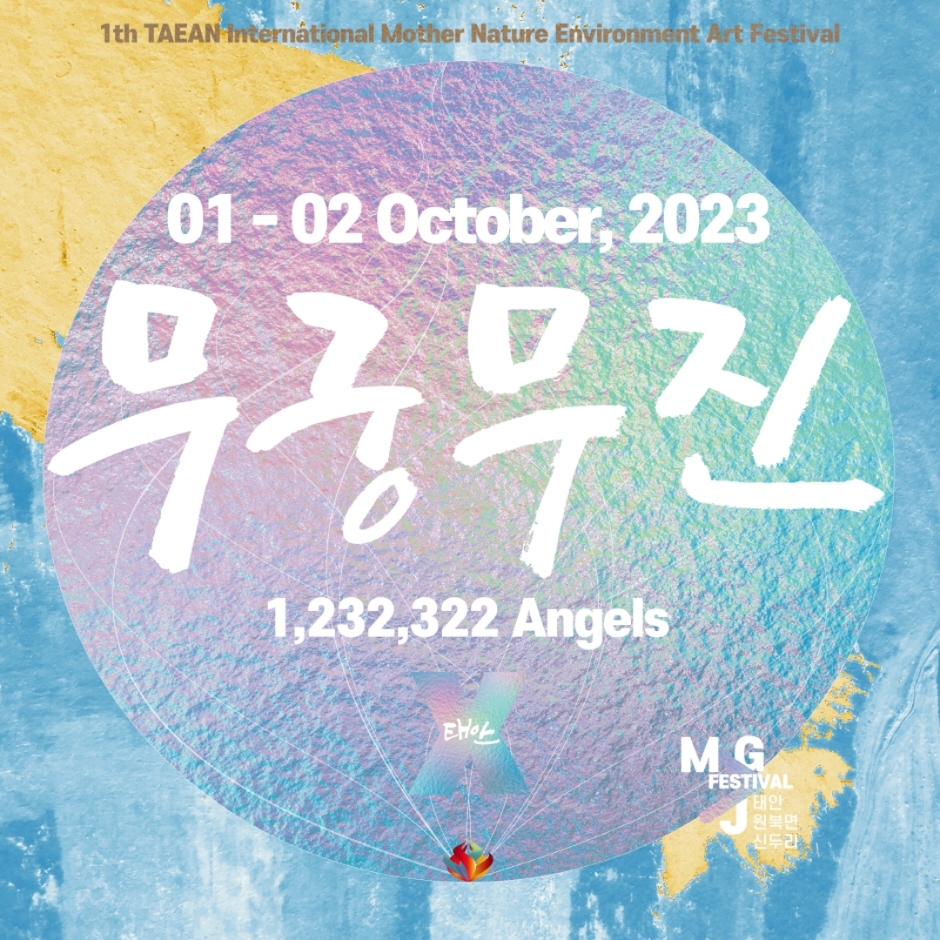 1th TAEAN International Mother Nature Environment Art Festival
01 - 02 October, 2023
무궁무진
1,232,322 Angels
X
태안
M G
FESTIVAL
J
태안
원북면
신두리